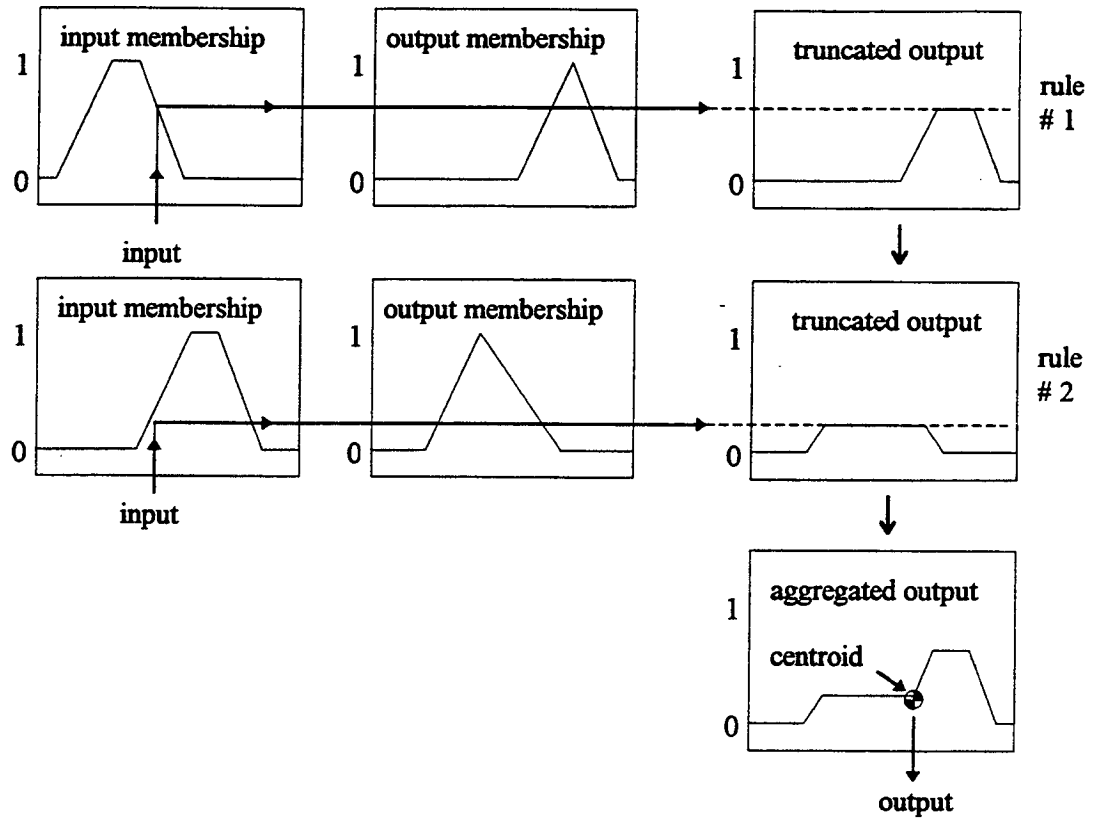 input membership
output membership
truncated output
1
1
1
rule
# 1
0
0
0
input
input membership
output membership
truncated output
1
1
1
rule
# 2
0
0
0
input
aggregated output
1
centroid
0
output